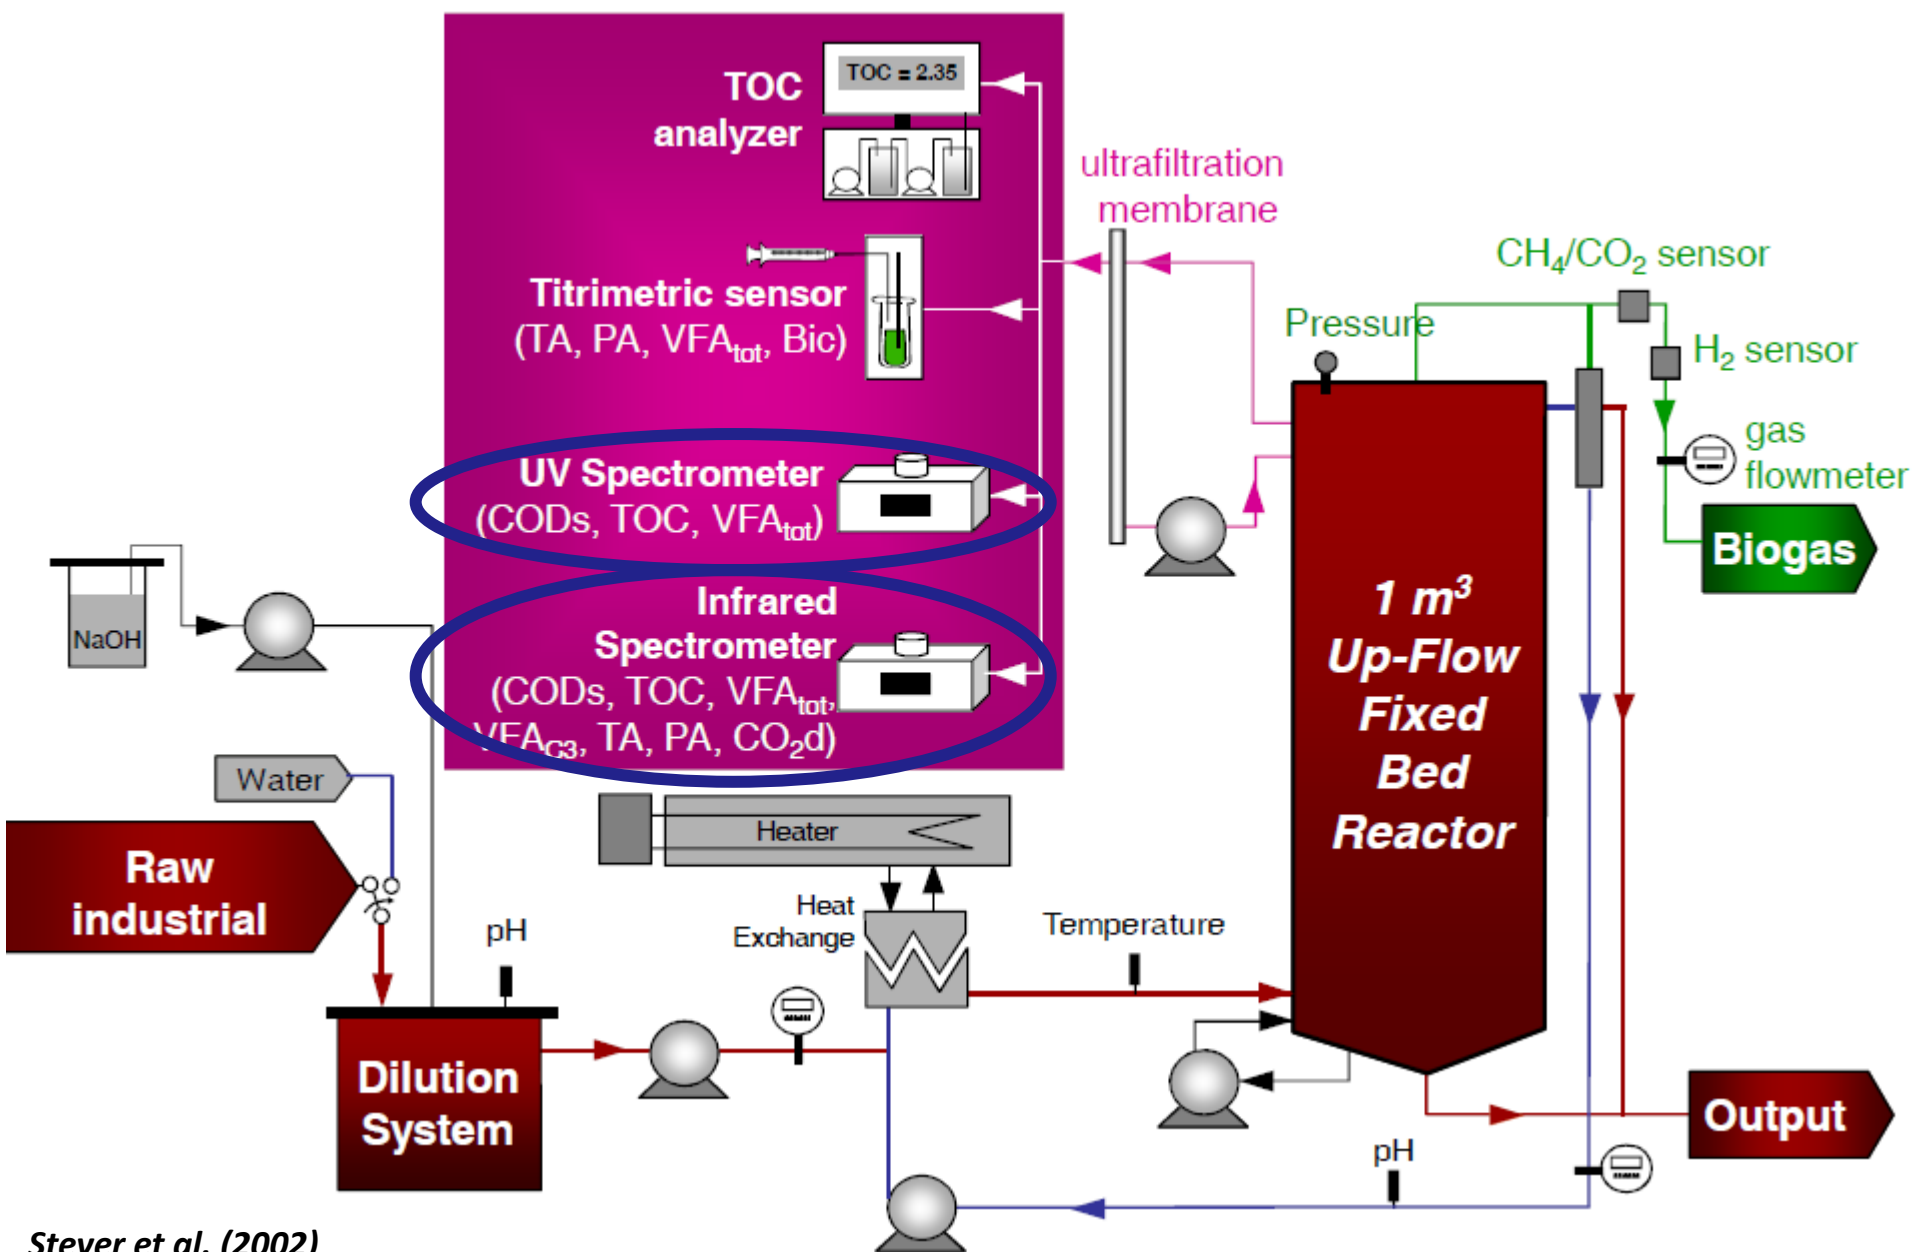 TOC = 2.35
TOC
analyzer
ultrafiltration
membrane
CH₄/CO₂ sensor
Titrimetric sensor
(TA, PA, VFAtot, Bic)
Pressure
H₂ sensor
gas
flowmeter
UV Spectrometer
(CODs, TOC, VFAtot)
Biogas
NaOH
Infrared
Spectrometer
(CODs, TOC, VFAtot,
VFAC3, TA, PA, CO₂d)
1 m³
Up-Flow
Fixed
Bed
Reactor
Water
Heater
Raw
industrial
pH
Heat
Exchange
Temperature
Dilution
System
Output
pH
Steyer et al. (2002)